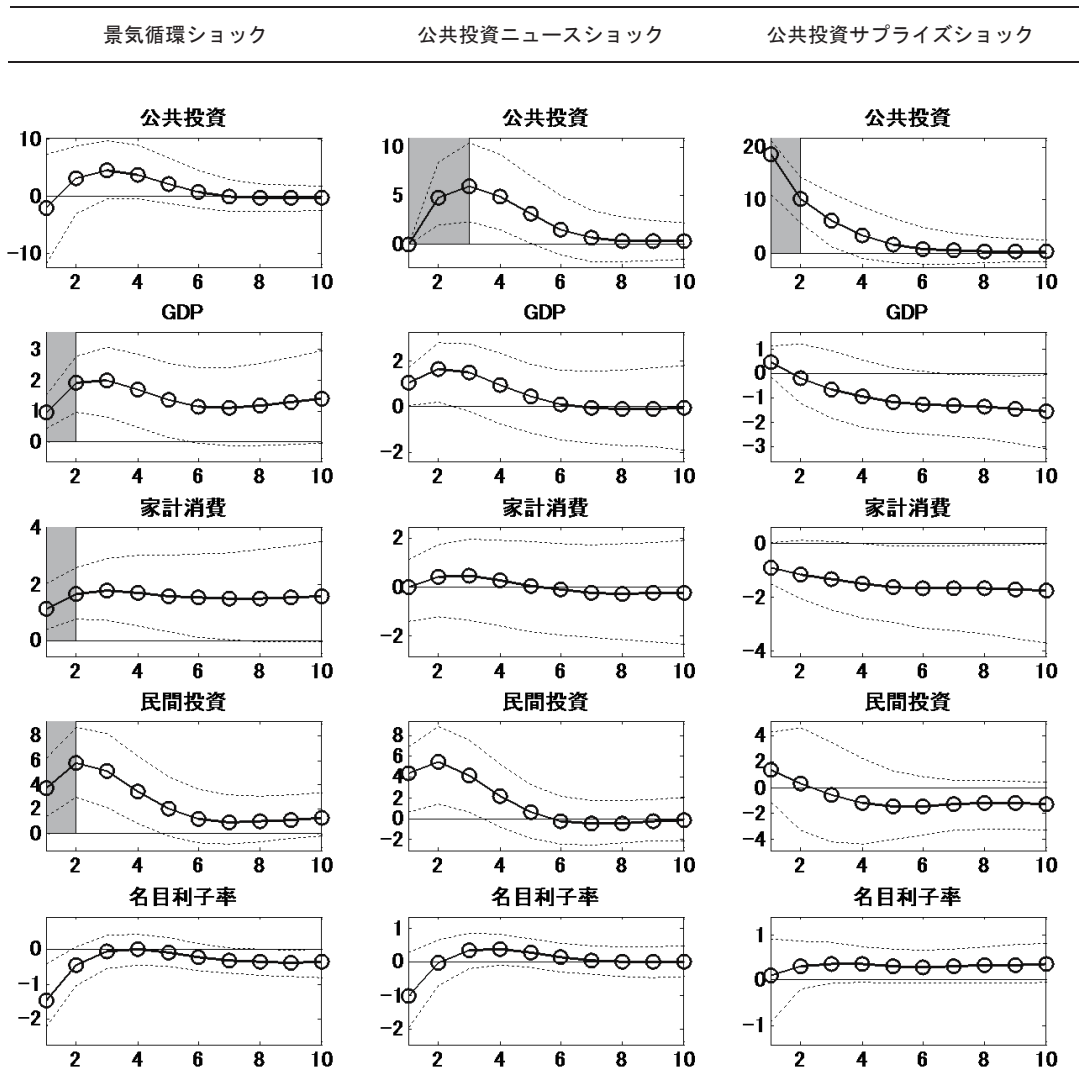 景気循環ショック 公共投資ニュースショック 公共投資サプライズショック
公共投資 公共投資 公共投資
10 10 20
0 5 10
-10 0 0
2 4 6 8 10 2 4 6 8 10 2 4 6 8 10
GDP GDP GDP
3 2 1
2 0 0
1 -2 -1
0 -2
-3
2 4 6 8 10 2 4 6 8 10 2 4 6 8 10
家計消費 家計消費 家計消費
4 2 0
2 0 -2
0 -2 -4
2 4 6 8 10 2 4 6 8 10 2 4 6 8 10
民間投資 民間投資 民間投資
8 8 4
6 6 2
4 4 0
2 2 -2
0 0 -4
-2
2 4 6 8 10 2 4 6 8 10 2 4 6 8 10
名目利子率 名目利子率 名目利子率
0 1 1
-1 0 0
-2 -1 -1
-2
2 4 6 8 10 2 4 6 8 10 2 4 6 8 10